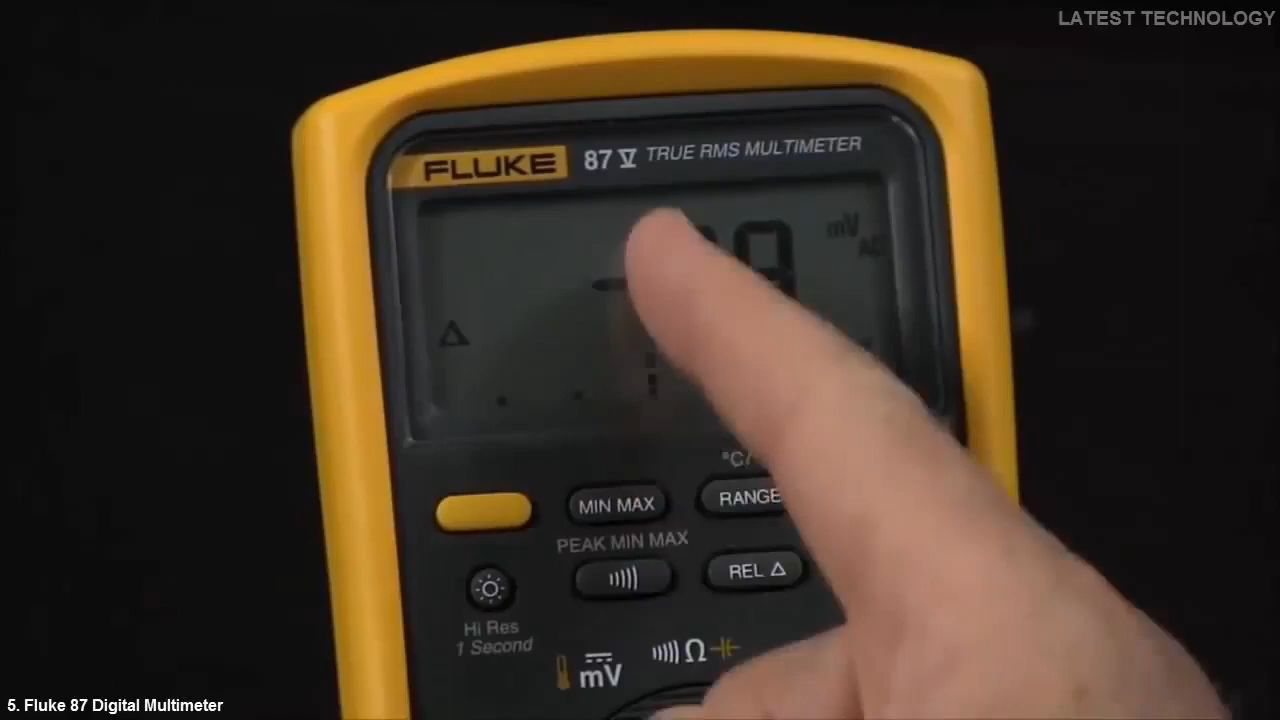 LATEST TECHNOLOGY
FLUKE 87 V TRUE RMS MULTIMETER
mV
MIN MAX
RANGE
PEAK MIN MAX
REL Δ
Hi Res
1 Second
mV
Ω
5. Fluke 87 Digital Multimeter